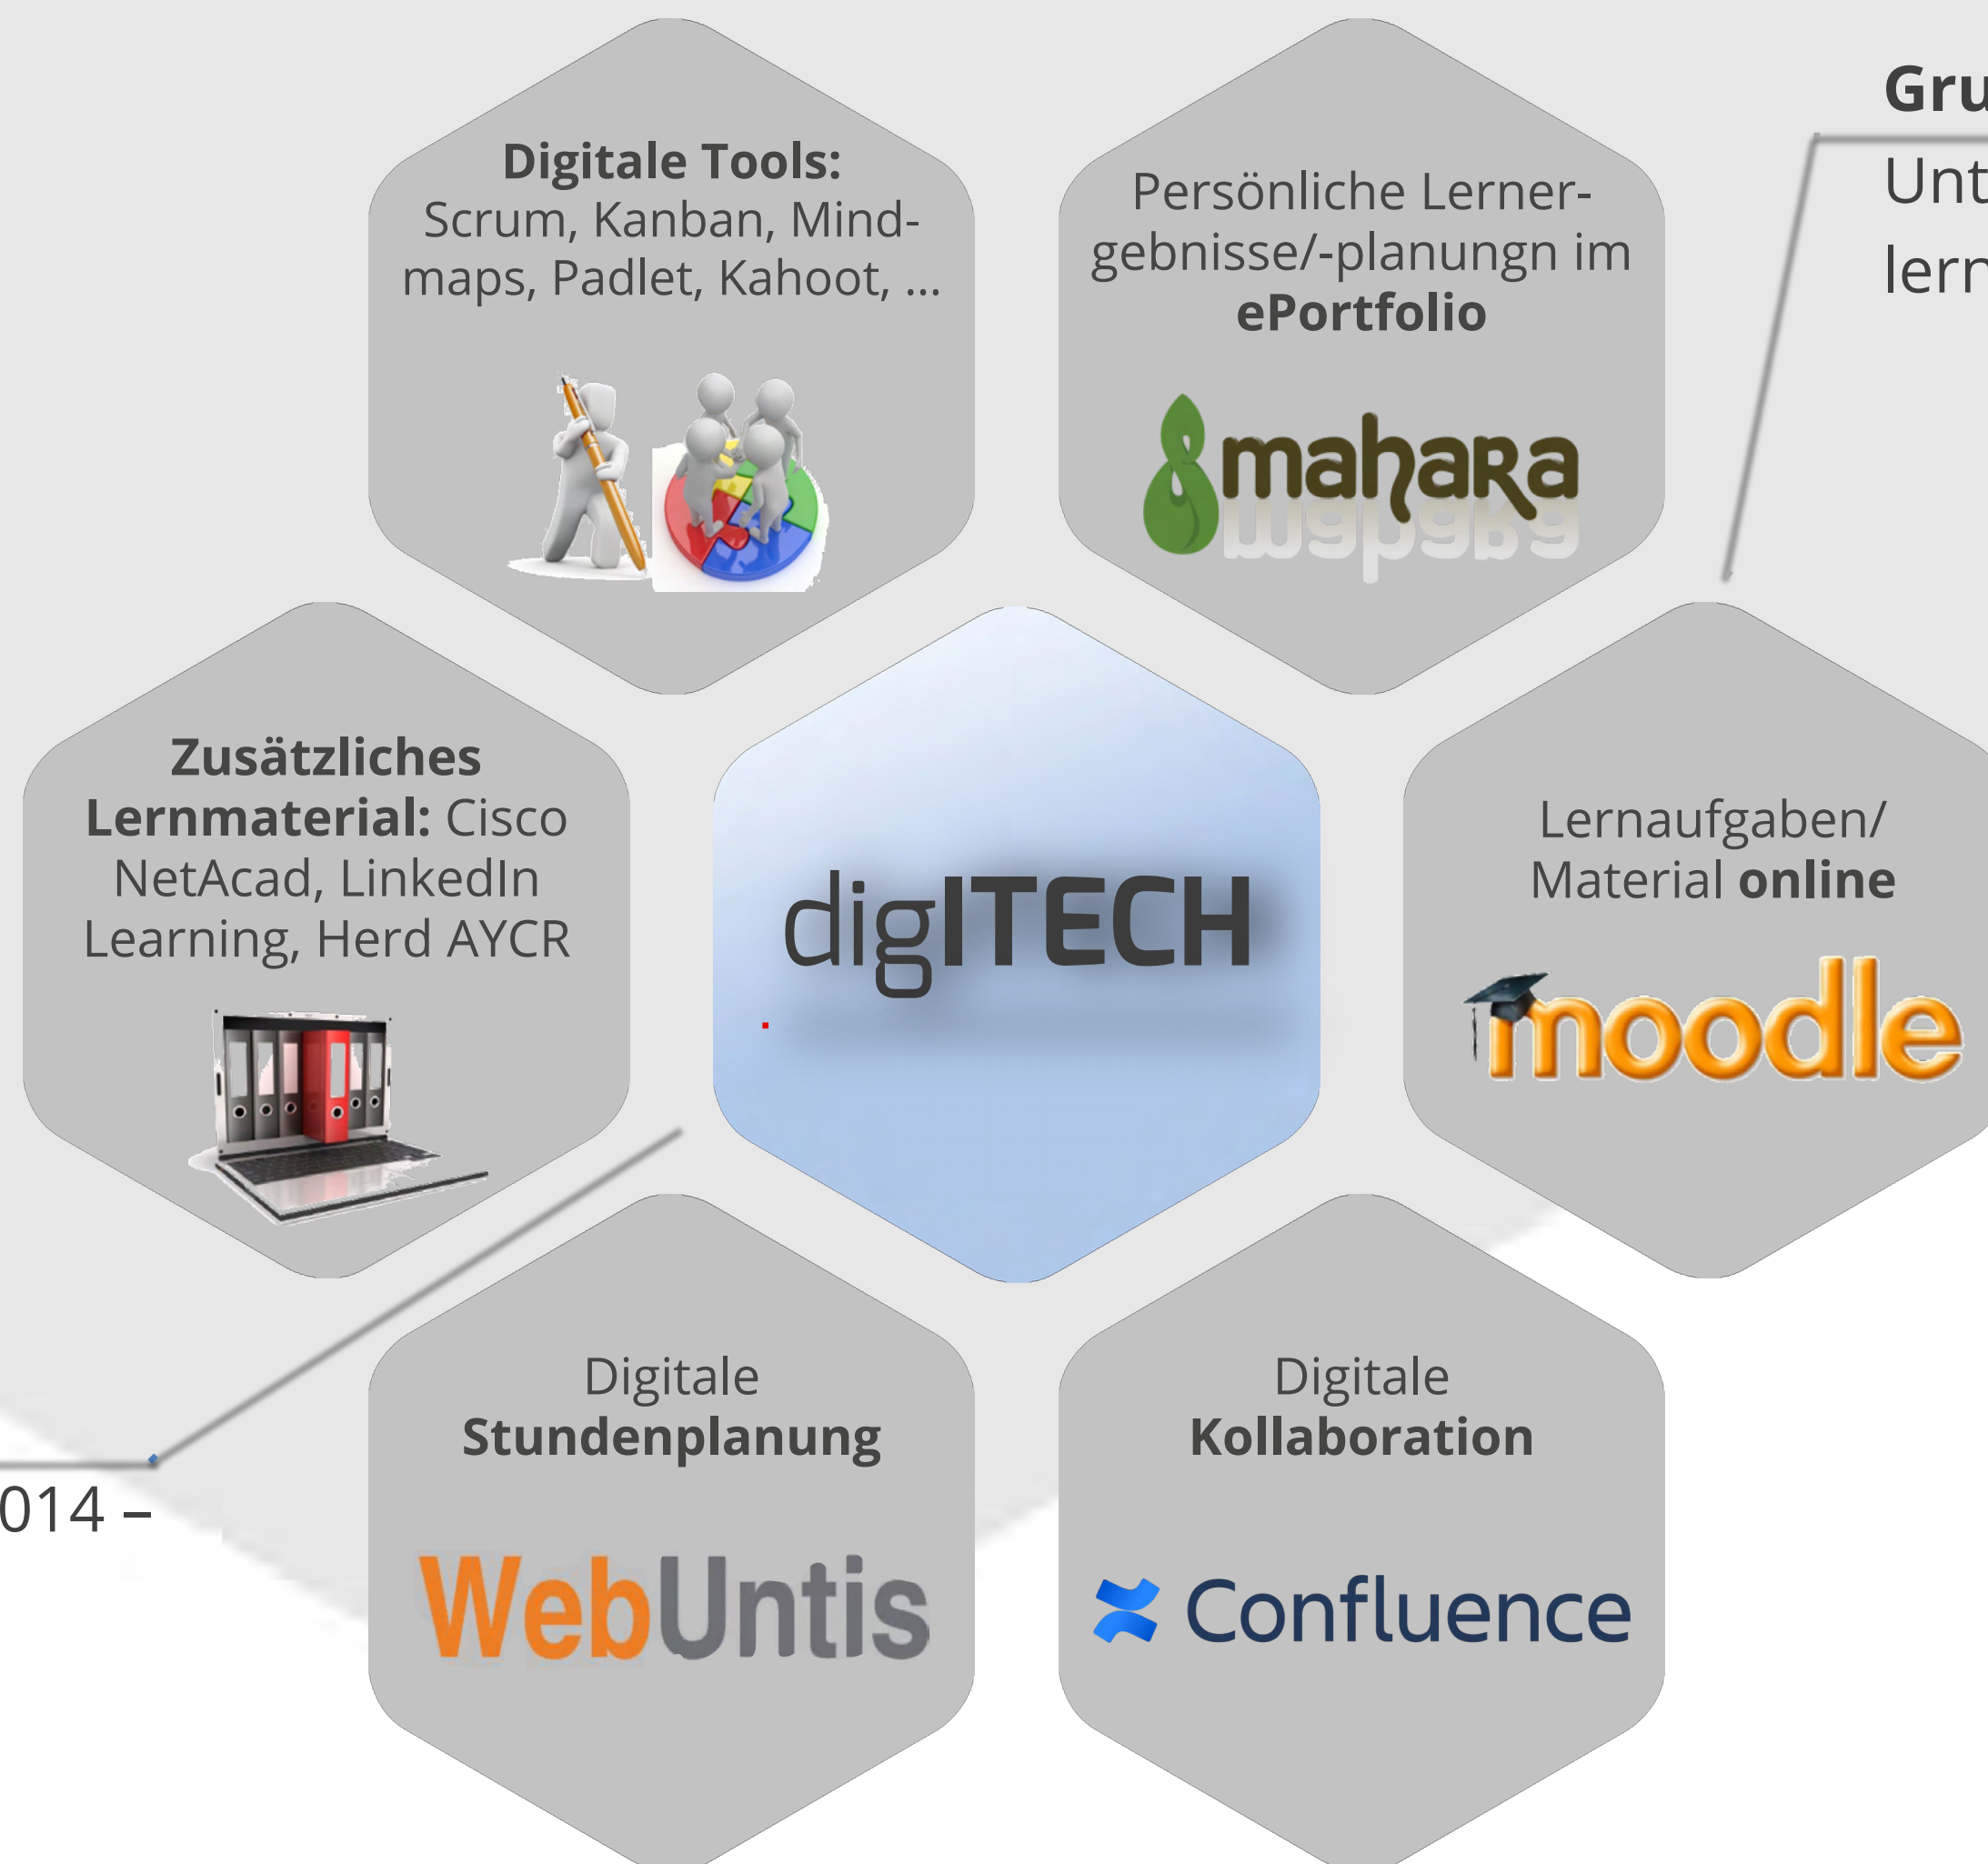 Digitale Tools:
Scrum, Kanban, Mind-
maps, Padlet, Kahoot, ...
Persönliche Lerner-
gebnisse/-planungn im
ePortfolio
mahara
Gru
Unt
lern
Zusätzliches
Lernmaterial: Cisco
NetAcad, LinkedIn
Learning, Herd AYCR
digITECH
Lernaufgaben/
Material online
moodle
014 –
Digitale
Stundenplanung
WebUntis
Digitale
Kollaboration
Confluence